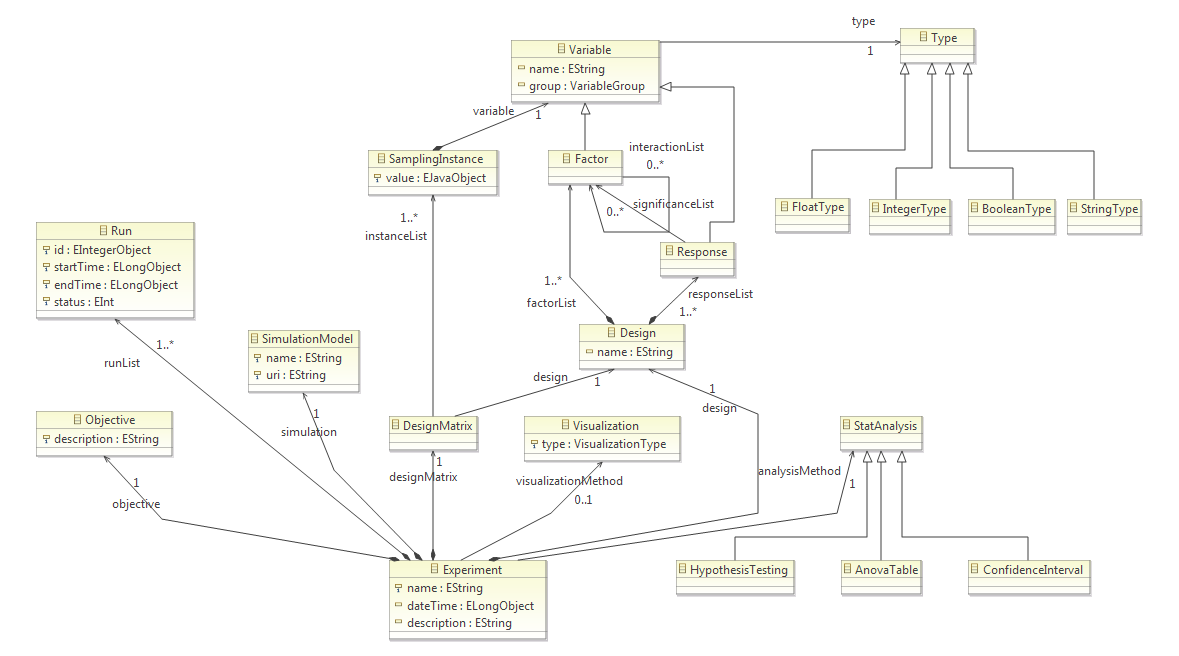 type
Type
1
Variable
name : EString
group : VariableGroup
variable
1
interactionList
0..*
SamplingInstance
value : EJavaObject
Factor
significanceList
0..*
FloatType
IntegerType
BooleanType
StringType
1..*
instanceList
Run
id : EIntegerObject
startTime : ELongObject
endTime : ELongObject
status : EInt
Response
1..*
factorList
responseList
1..*
Design
name : EString
1..*
runList
SimulationModel
name : EString
uri : EString
design
1
1
design
Objective
description : EString
1
simulation
DesignMatrix
Visualization
type : VisualizationType
StatAnalysis
1
designMatrix
visualizationMethod
0..1
analysisMethod
1
1
objective
Experiment
name : EString
dateTime : ELongObject
description : EString
HypothesisTesting
AnovaTable
ConfidenceInterval